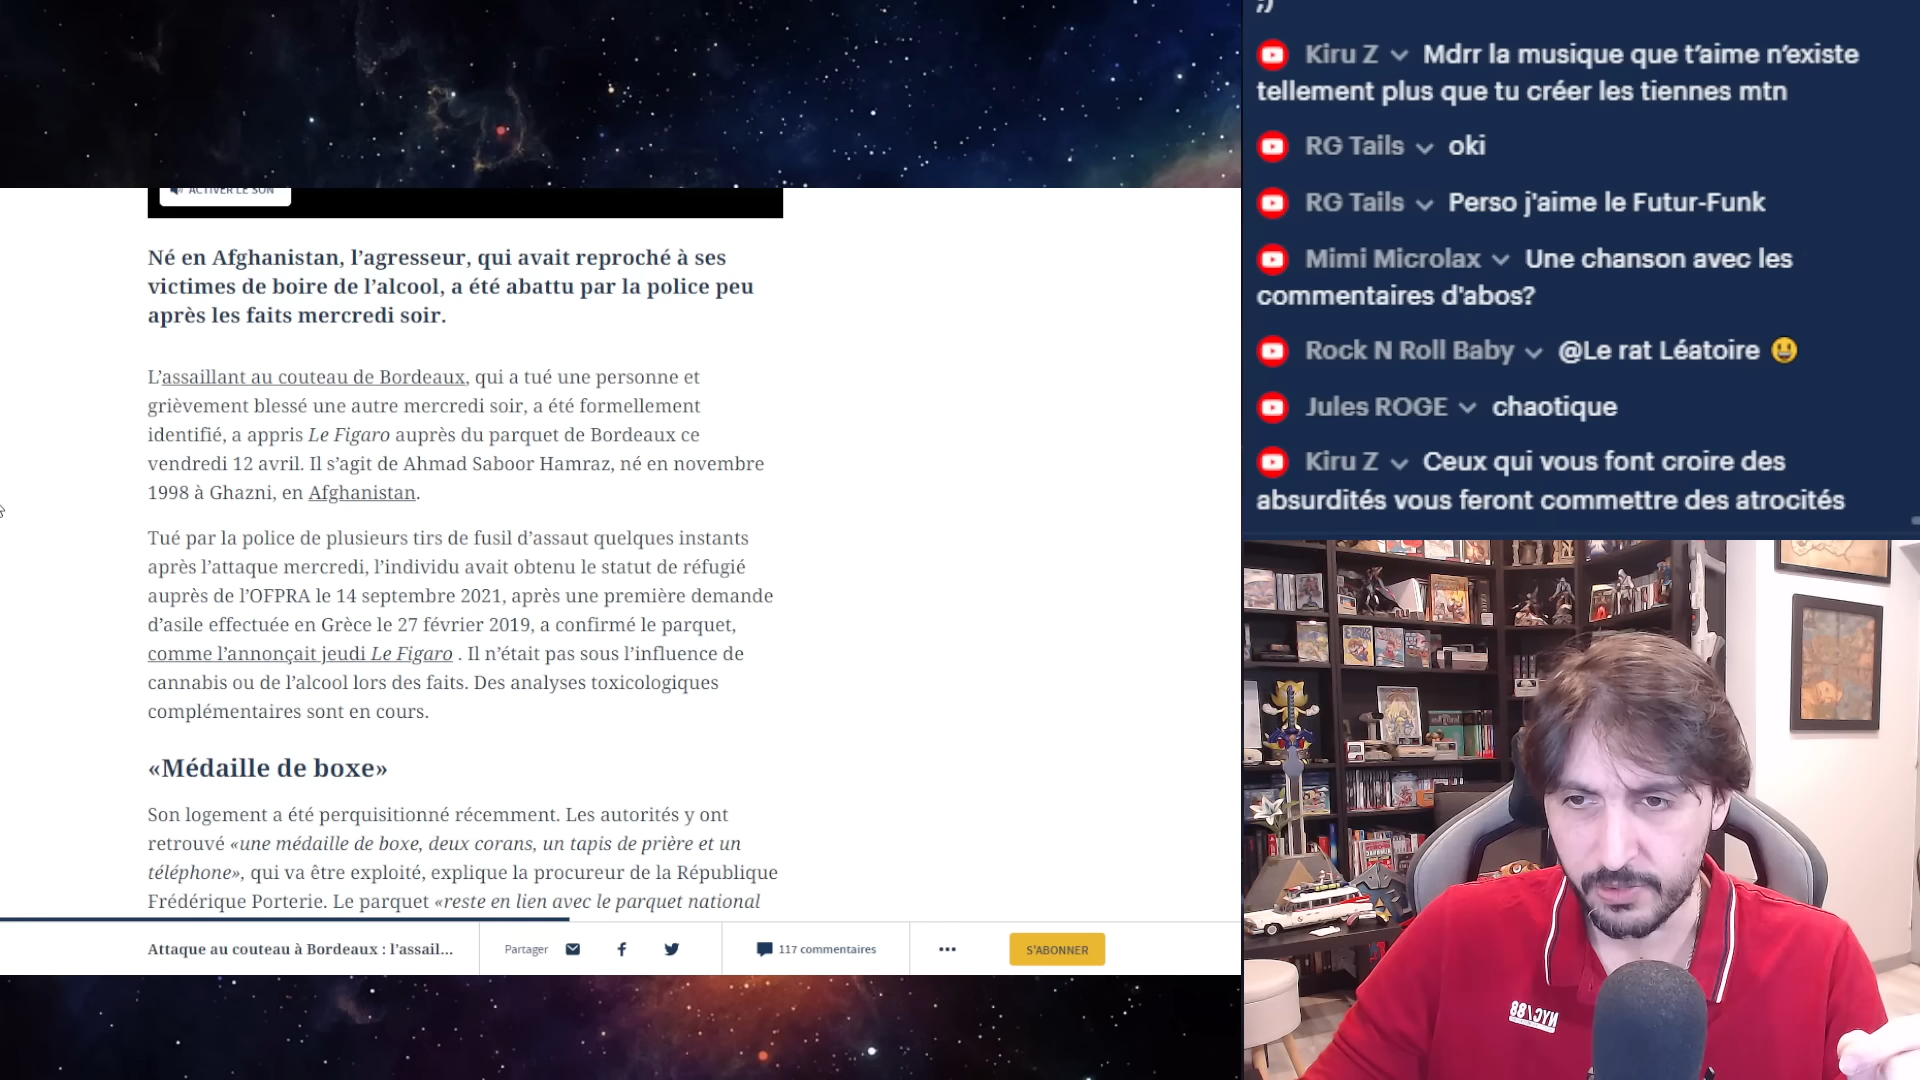 ACTIVER LE SON
Né en Afghanistan, l’agresseur, qui avait reproché à ses
victimes de boire de l’alcool, a été abattu par la police peu
après les faits mercredi soir.
L’assaillant au couteau de Bordeaux, qui a tué une personne et
grièvement blessé une autre mercredi soir, a été formellement
identifié, a appris Le Figaro auprès du parquet de Bordeaux ce
vendredi 12 avril. Il s’agit de Ahmad Saboor Hamraz, né en novembre
1998 à Ghazni, en Afghanistan.
Tué par la police de plusieurs tirs de fusil d’assaut quelques instants
après l’attaque mercredi, l’individu avait obtenu le statut de réfugié
auprès de l’OFPRA le 14 septembre 2021, après une première demande
d’asile effectuée en Grèce le 27 février 2019, a confirmé le parquet,
comme l’annonçait jeudi Le Figaro . Il n’était pas sous l’influence de
cannabis ou de l’alcool lors des faits. Des analyses toxicologiques
complémentaires sont en cours.
«Médaille de boxe»
Son logement a été perquisitionné récemment. Les autorités y ont
retrouvé «une médaille de boxe, deux corans, un tapis de prière et un
téléphone», qui va être exploité, explique la procureur de la République
Frédérique Porterie. Le parquet «reste en lien avec le parquet national
Attaque au couteau à Bordeaux : l’assail...
Partager
117 commentaires
S'ABONNER
;)
Kiru Z Mdrr la musique que t’aime n’existe
tellement plus que tu créer les tiennes mtn
RG Tails oki
RG Tails Perso j'aime le Futur-Funk
Mimi Microlax Une chanson avec les
commentaires d'abos?
Rock N Roll Baby @Le rat Léatoire 😃
Jules ROGE chaotique
Kiru Z Ceux qui vous font croire des
absurdités vous feront commettre des atrocités
NYC/88